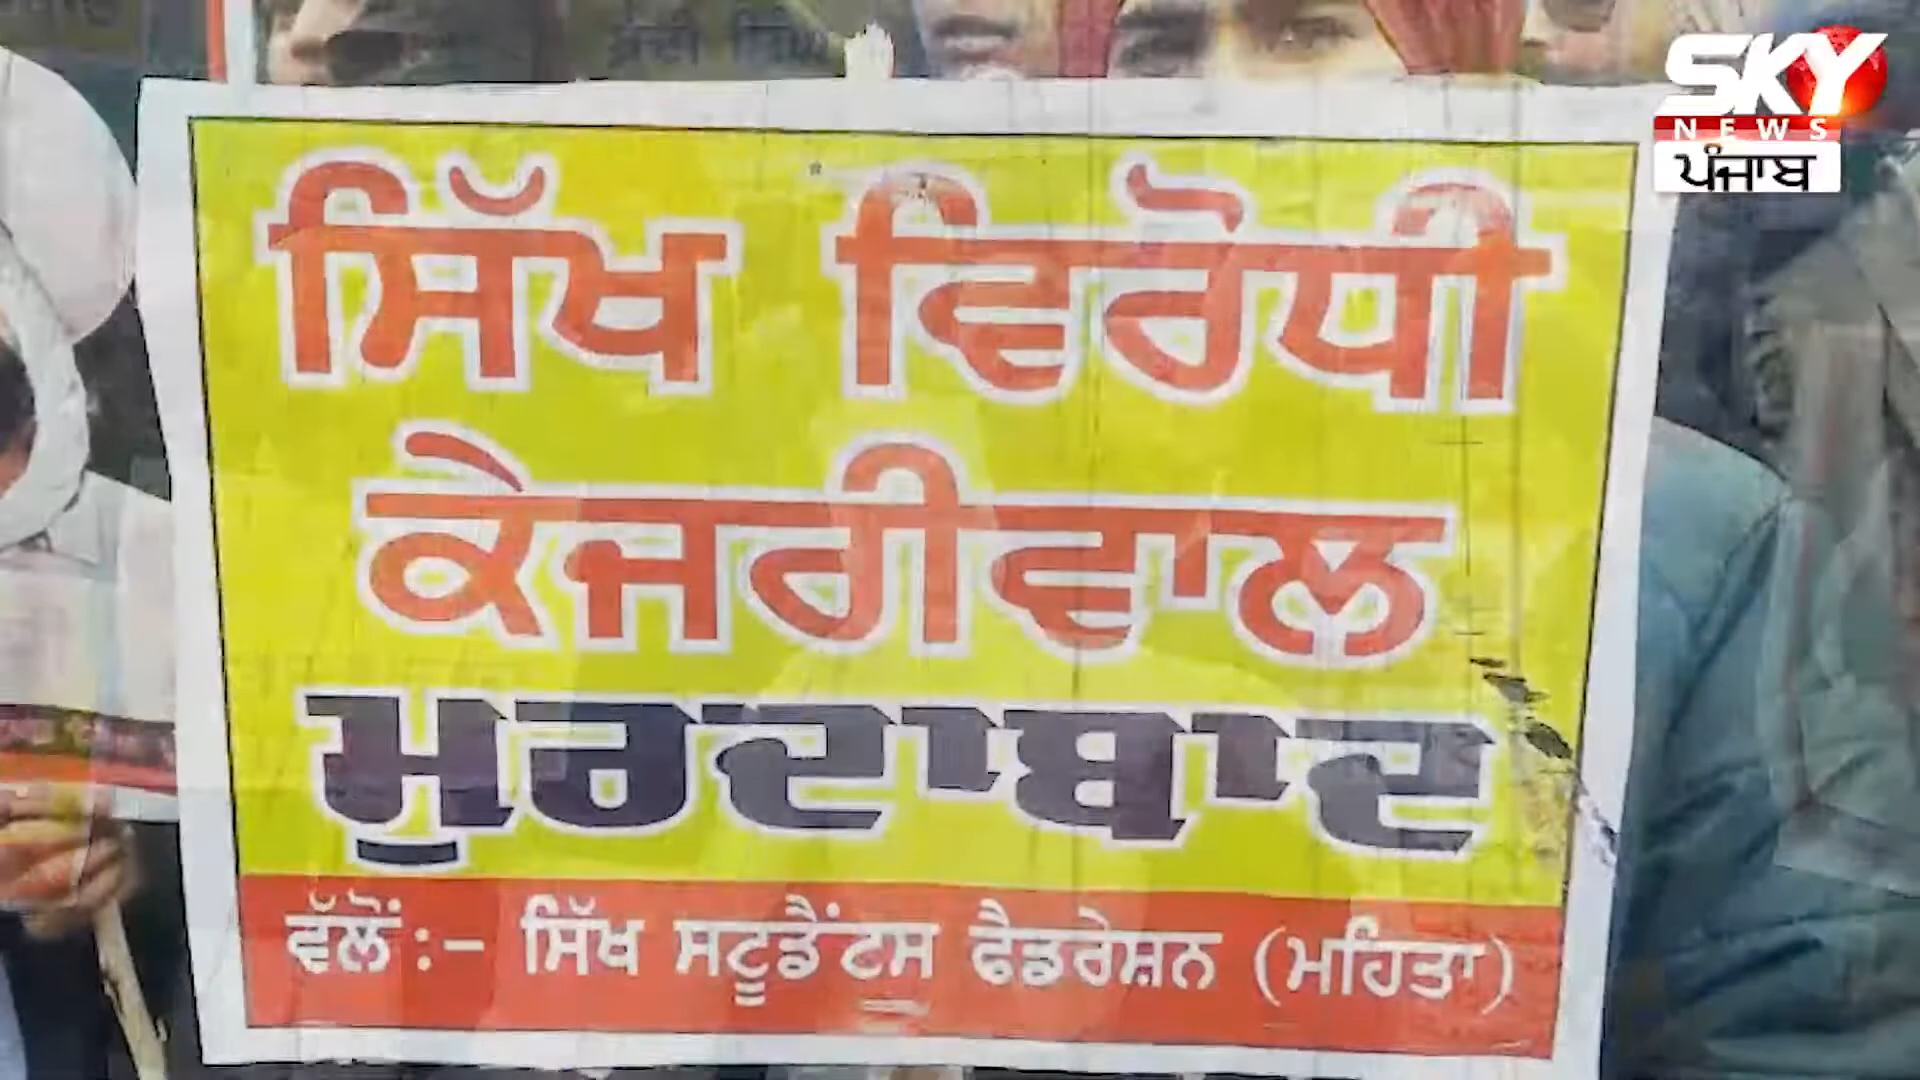 SKY
NEWS
ਪੰਜਾਬ
ਸਿੱਖ ਵਿਰੋਧੀ
ਕੇਜਰੀਵਾਲ
ਮੁਰਦਾਬਾਦ
ਵੱਲੋਂ :- ਸਿੱਖ ਸਟੂਡੈਂਟਸ ਫੈਡਰੇਸ਼ਨ (ਮਹਿਤਾ)